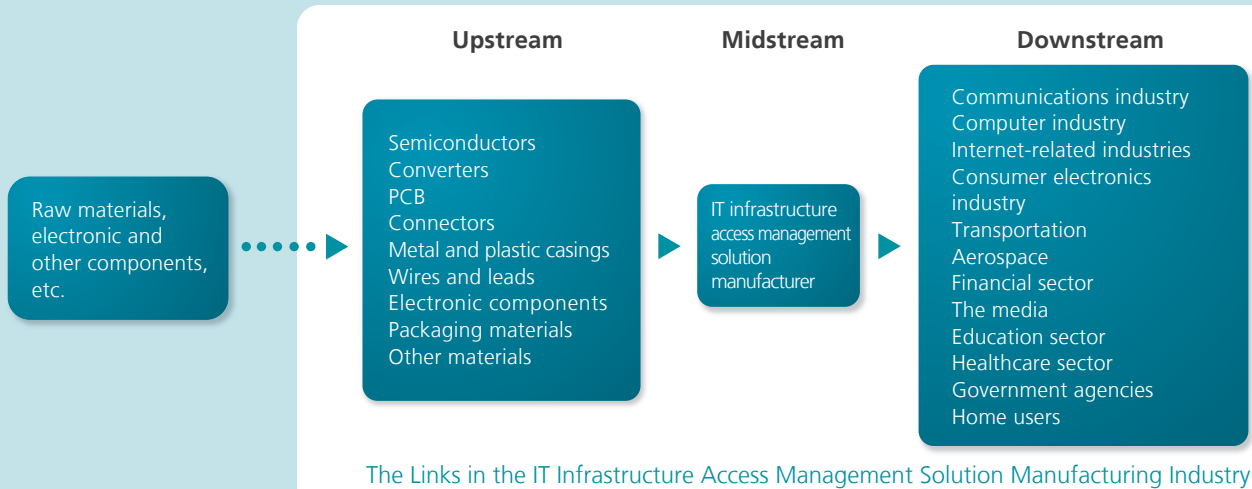 Upstream
Midstream
Downstream
Raw materials,
electronic and
other components,
etc.
Semiconductors
Converters
PCB
Connectors
Metal and plastic casings
Wires and leads
Electronic components
Packaging materials
Other materials
IT infrastructure
access management
solution
manufacturer
Communications industry
Computer industry
Internet-related industries
Consumer electronics
industry
Transportation
Aerospace
Financial sector
The media
Education sector
Healthcare sector
Government agencies
Home users
The Links in the IT Infrastructure Access Management Solution Manufacturing Industry